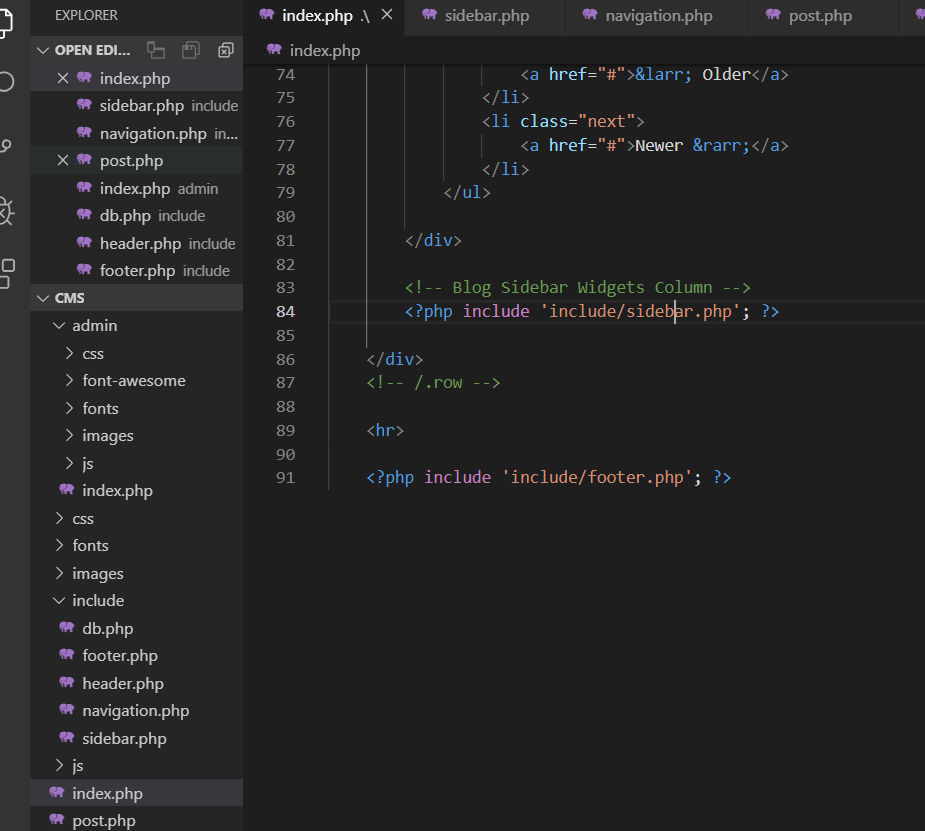 EXPLORER
OPEN EDI...
index.php
sidebar.php include
navigation.php in...
post.php
index.php admin
db.php include
header.php include
footer.php include
CMS
admin
css
font-awesome
fonts
images
js
index.php
css
fonts
images
include
db.php
footer.php
header.php
navigation.php
sidebar.php
js
index.php
post.php
index.php .\
sidebar.php
navigation.php
post.php
index.php
74 <a href="#">&larr; Older</a>
75 </li>
76 <li class="next">
77 <a href="#">Newer &rarr;</a>
78 </li>
79 </ul>
80
81 </div>
82
83 <!-- Blog Sidebar Widgets Column -->
84 <?php include 'include/sidebar.php'; ?>
85
86 </div>
87 <!-- /.row -->
88
89 <hr>
90
91 <?php include 'include/footer.php'; ?>